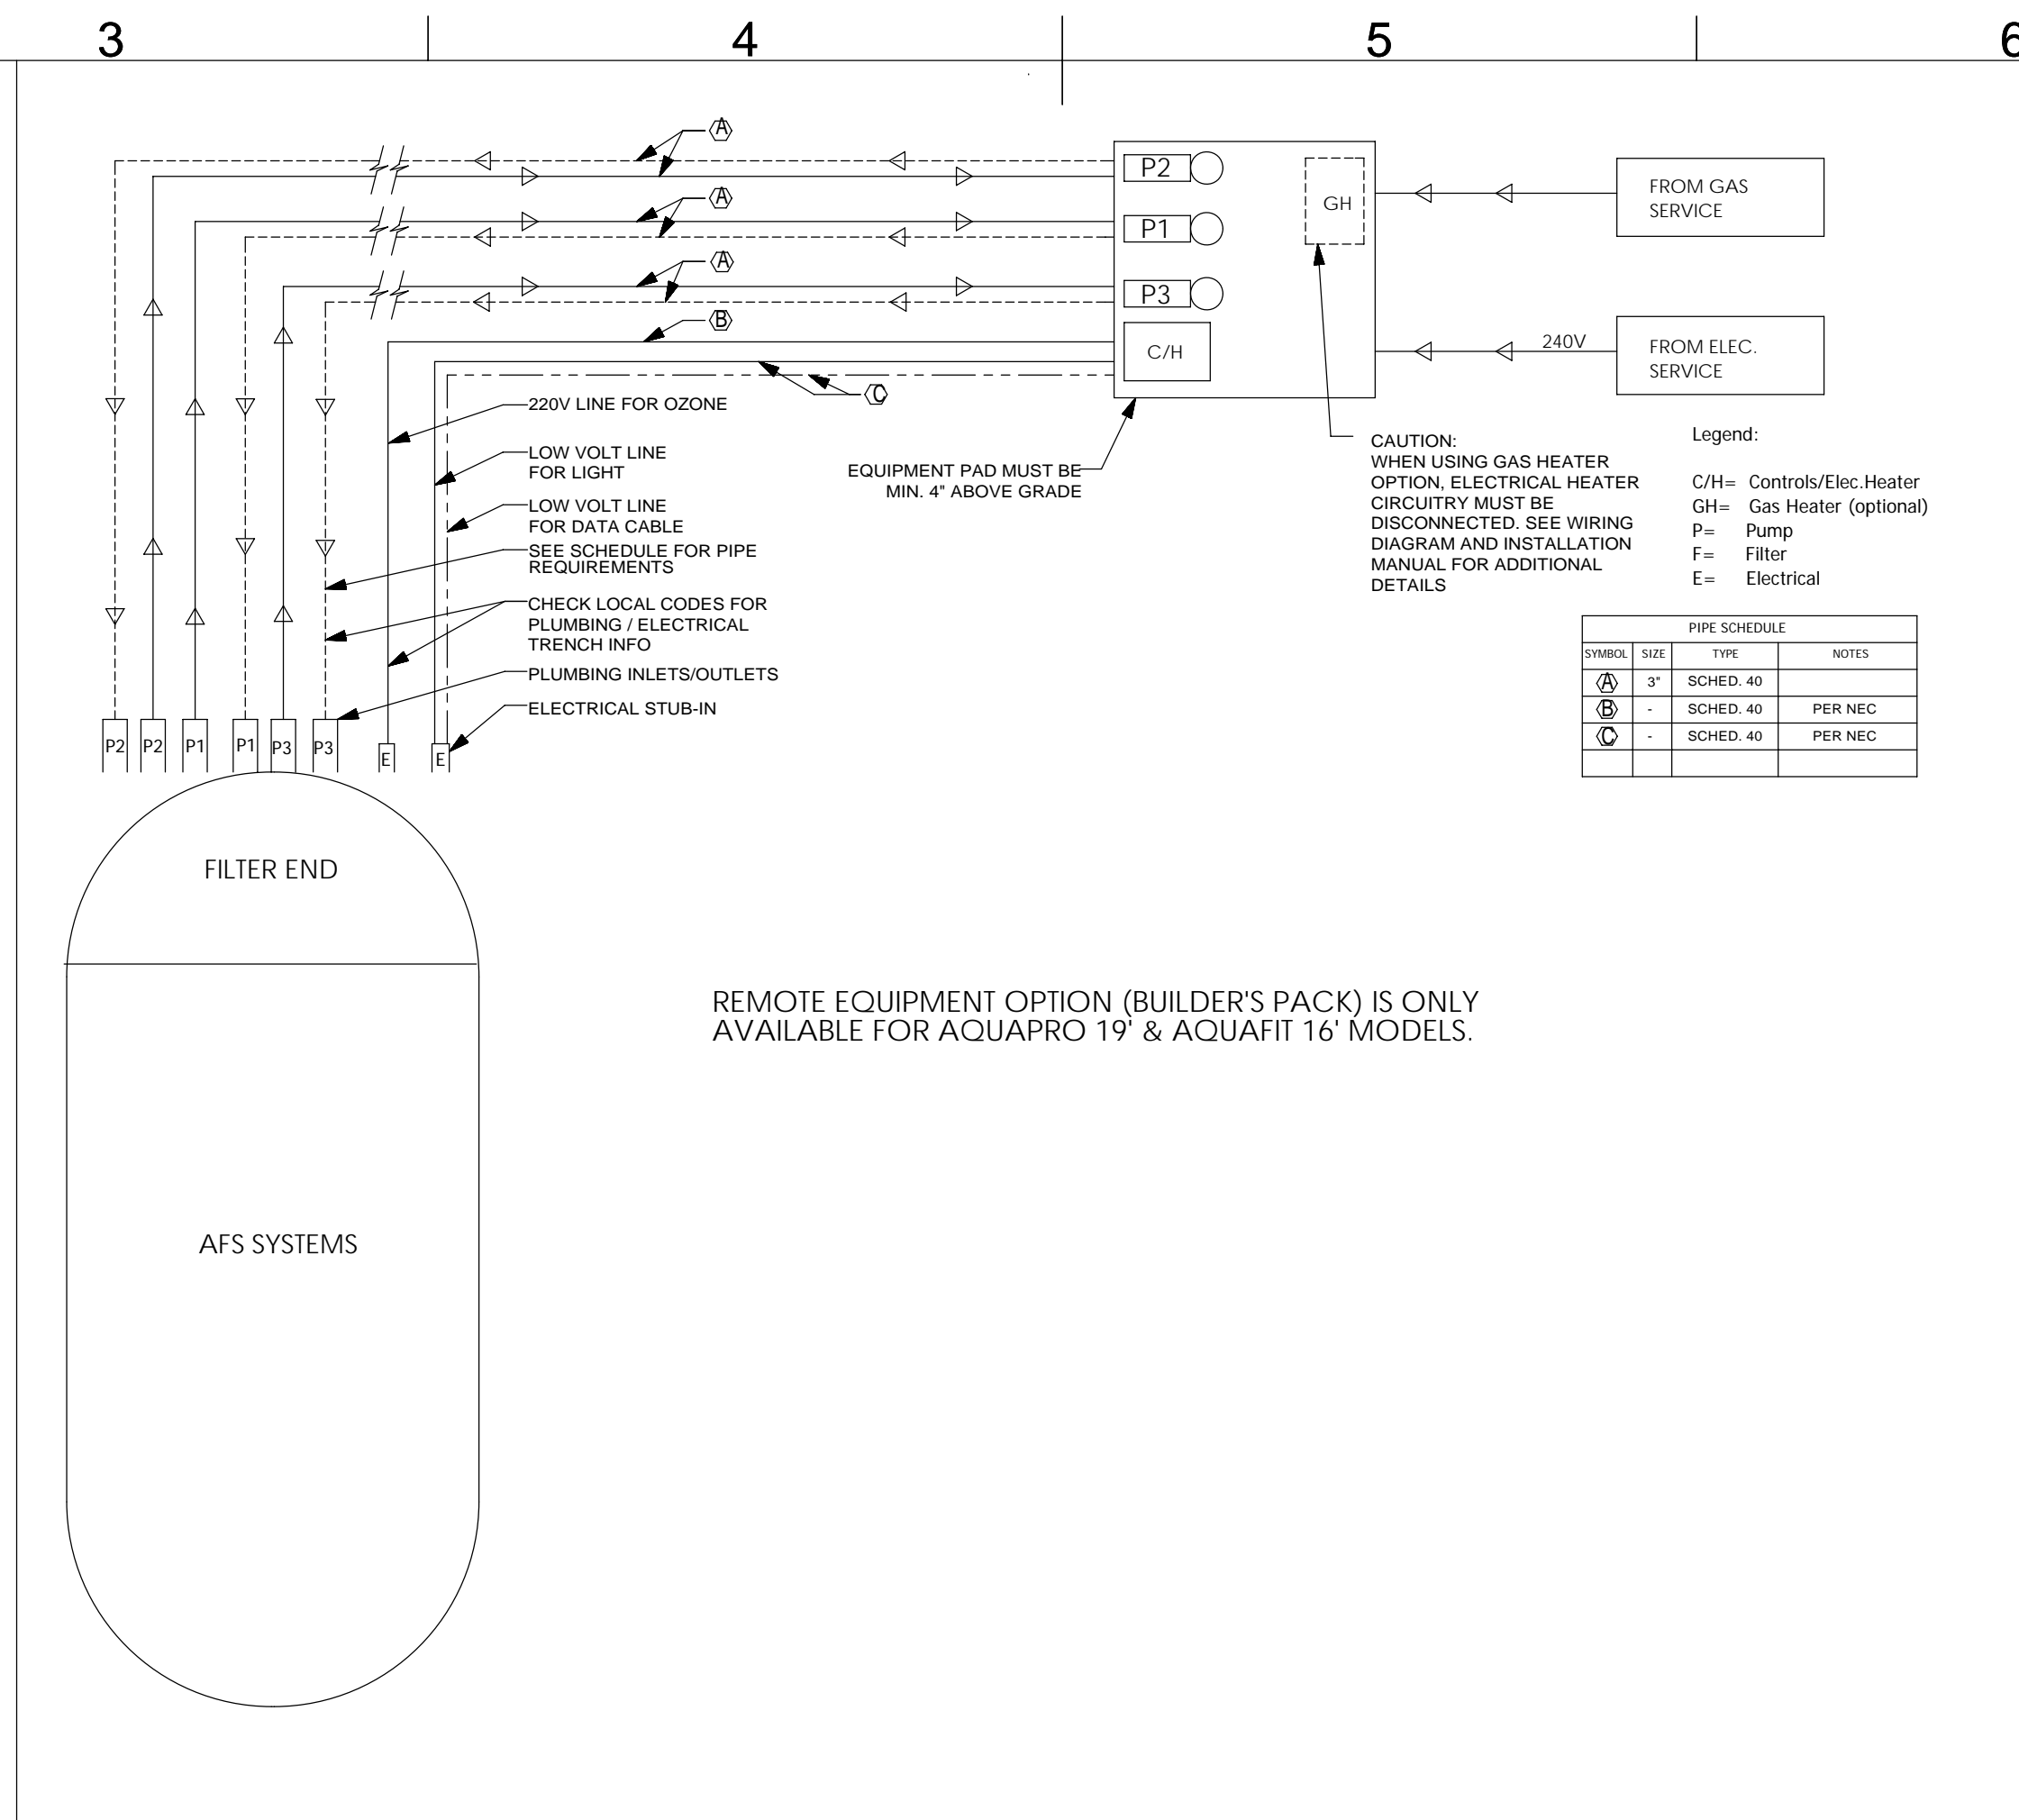 3 4 5 6
A
A
A
B
C
P2
P1
P3
C/H
GH
FROM GAS
SERVICE
240V
FROM ELEC.
SERVICE
220V LINE FOR OZONE
LOW VOLT LINE
FOR LIGHT
LOW VOLT LINE
FOR DATA CABLE
SEE SCHEDULE FOR PIPE
REQUIREMENTS
CHECK LOCAL CODES FOR
PLUMBING / ELECTRICAL
TRENCH INFO
PLUMBING INLETS/OUTLETS
ELECTRICAL STUB-IN
EQUIPMENT PAD MUST BE
MIN. 4" ABOVE GRADE
CAUTION:
WHEN USING GAS HEATER
OPTION, ELECTRICAL HEATER
CIRCUITRY MUST BE
DISCONNECTED. SEE WIRING
DIAGRAM AND INSTALLATION
MANUAL FOR ADDITIONAL
DETAILS
Legend:
C/H= Controls/Elec.Heater
GH= Gas Heater (optional)
P= Pump
F= Filter
E= Electrical
PIPE SCHEDULE
SYMBOL SIZE TYPE NOTES
A 3" SCHED. 40
B - SCHED. 40 PER NEC
C - SCHED. 40 PER NEC
P2 P2 P1 P1 P3 P3 E E
FILTER END
AFS SYSTEMS
REMOTE EQUIPMENT OPTION (BUILDER'S PACK) IS ONLY
AVAILABLE FOR AQUAPRO 19' & AQUAFIT 16' MODELS.